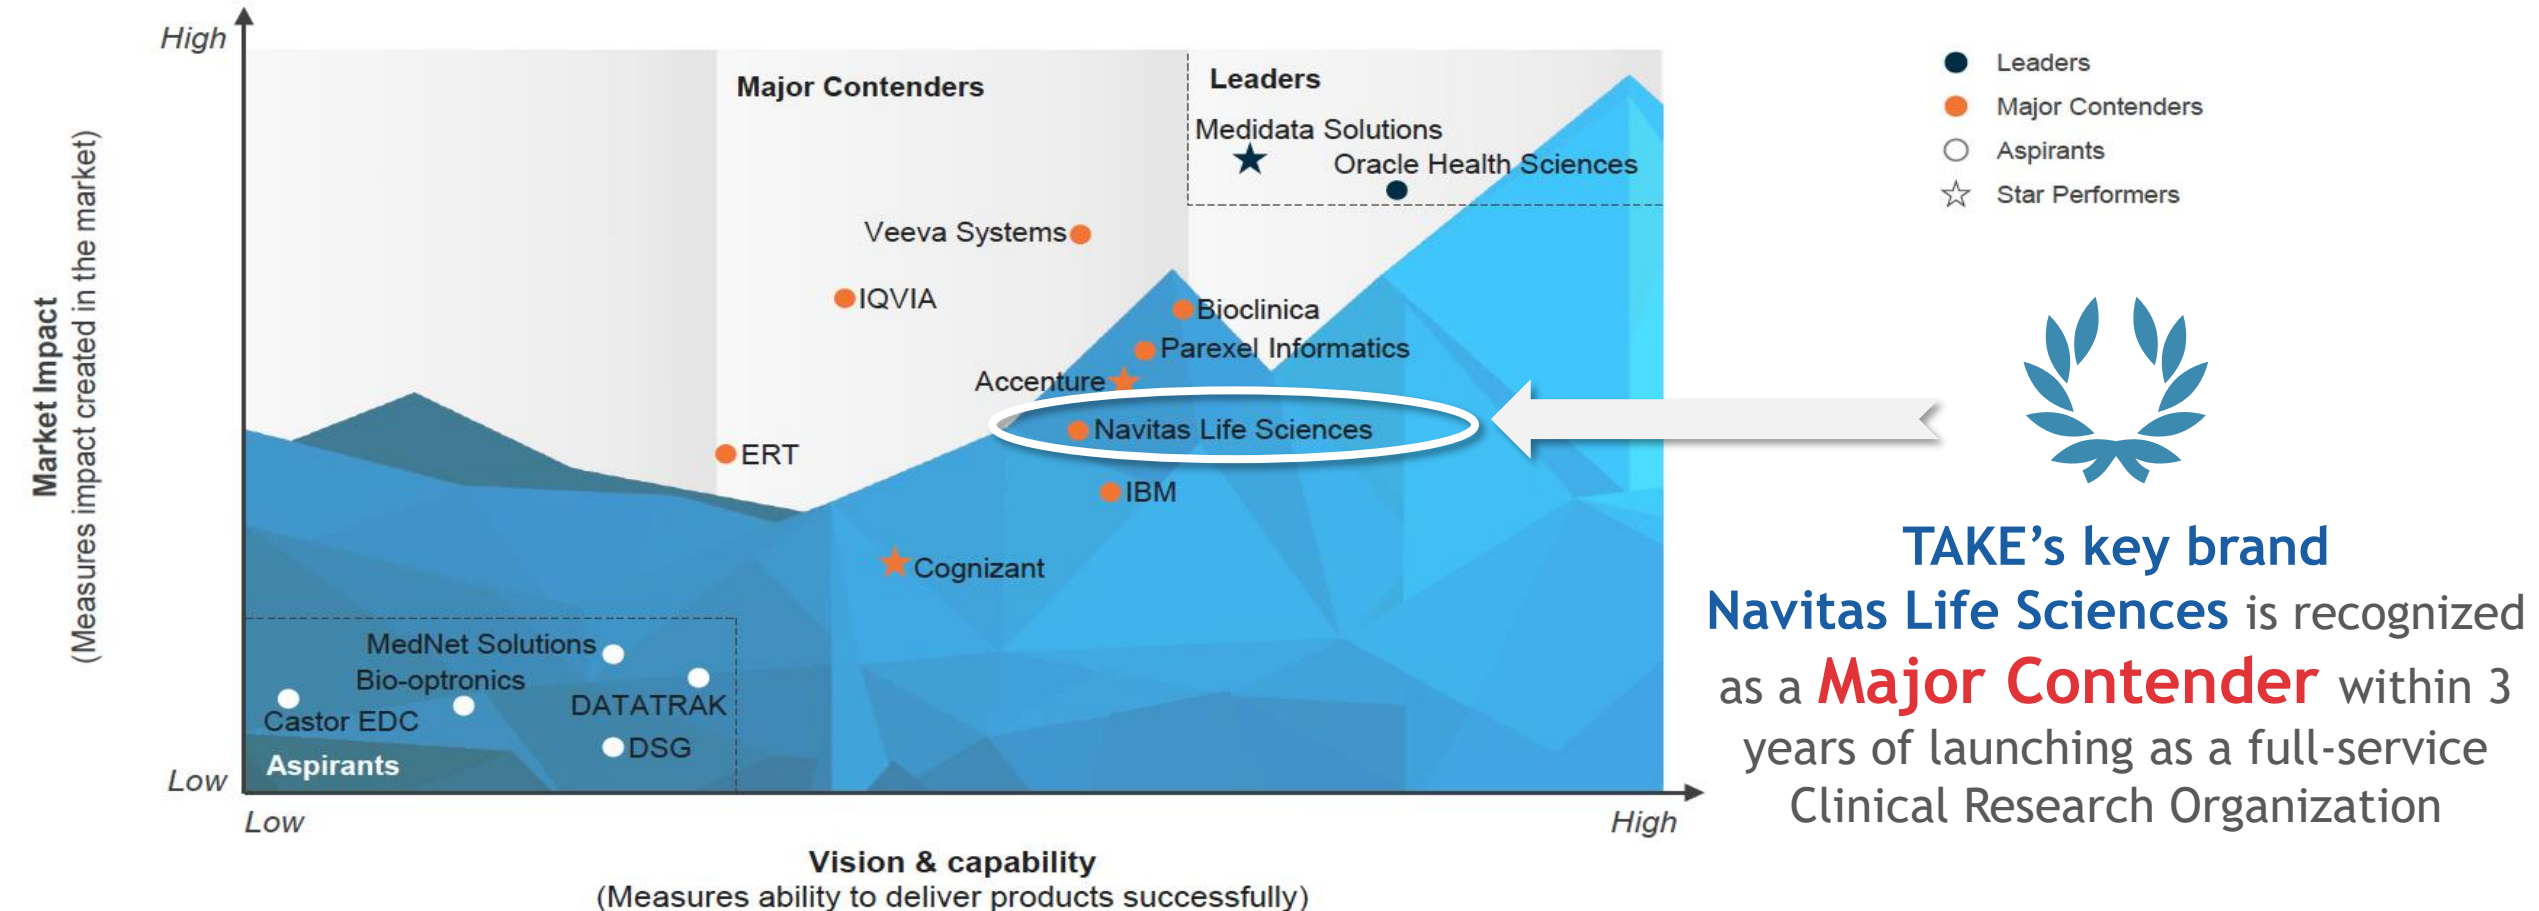 High
Market Impact
(Measures impact created in the market)
Major Contenders
Leaders
Medidata Solutions
Oracle Health Sciences
Veeva Systems
IQVIA
Bioclinica
Parexel Informatics
Accenture
Navitas Life Sciences
ERT
IBM
Cognizant
MedNet Solutions
Bio-optronics
DATATRAK
Castor EDC
DSG
Aspirants
Low
Low
High
Vision & capability
(Measures ability to deliver products successfully)
Leaders
Major Contenders
Aspirants
Star Performers
TAKE’s key brand
Navitas Life Sciences is recognized
as a Major Contender within 3
years of launching as a full-service
Clinical Research Organization